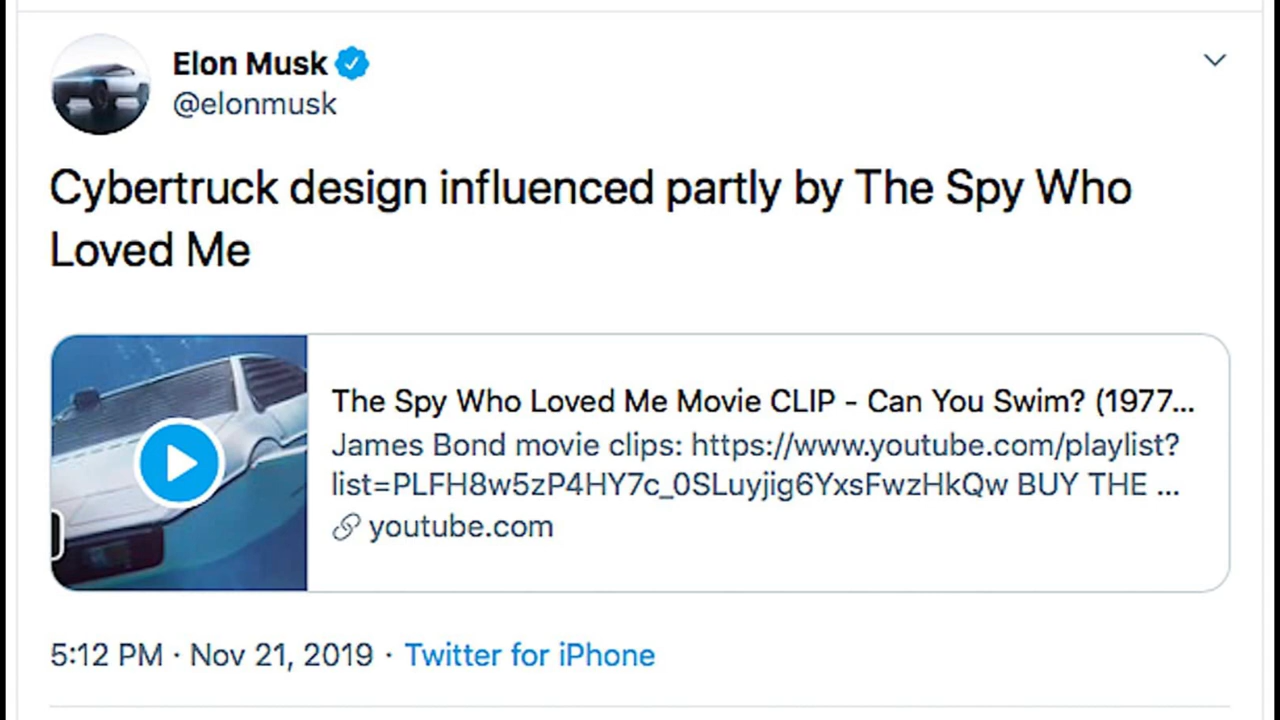 Elon Musk
@elonmusk
Cybertruck design influenced partly by The Spy Who
Loved Me
The Spy Who Loved Me Movie CLIP - Can You Swim? (1977...
James Bond movie clips: https://www.youtube.com/playlist?
list=PLFH8w5zP4HY7c_0SLuyjig6YxsFwzHkQw BUY THE ...
youtube.com
5:12 PM · Nov 21, 2019 · Twitter for iPhone